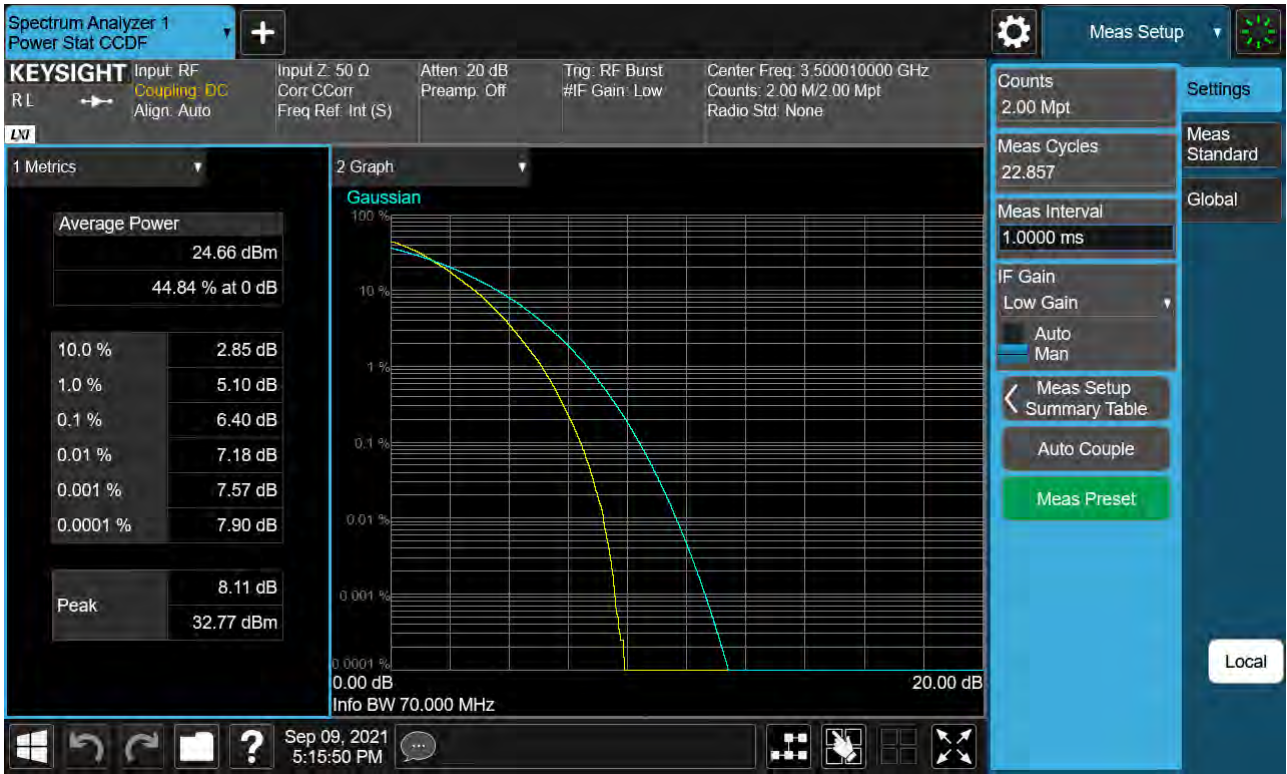 Spectrum Analyzer 1
Power Stat CCDF
+
Meas Setup
KEYSIGHT
RL
LXI
Input: RF
Coupling: DC
Align: Auto
Input Z: 50 Ω
Corr CCorr
Freq Ref: Int (S)
Atten: 20 dB
Preamp: Off
Trig: RF Burst
#IF Gain: Low
Center Freq: 3.500010000 GHz
Counts: 2.00 M/2.00 Mpt
Radio Std: None
1 Metrics
Average Power
24.66 dBm
44.84 % at 0 dB
10.0 % 2.85 dB
1.0 % 5.10 dB
0.1 % 6.40 dB
0.01 % 7.18 dB
0.001 % 7.57 dB
0.0001 % 7.90 dB
Peak
8.11 dB
32.77 dBm
2 Graph
Gaussian
100 %
10 %
1 %
0.1 %
0.01 %
0.001 %
0.0001 %
0.00 dB 20.00 dB
Info BW 70.000 MHz
Counts
2.00 Mpt
Meas Cycles
22.857
Meas Interval
1.0000 ms
IF Gain
Low Gain
Auto
Man
Meas Setup
Summary Table
Auto Couple
Meas Preset
Settings
Meas
Standard
Global
Local
?
Sep 09, 2021
5:15:50 PM